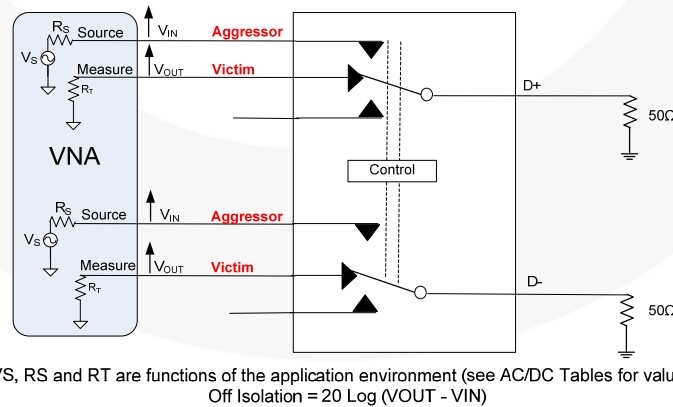 RS Source VIN Aggressor
VS
Measure VOUT Victim
RT
D+
50Ω
VNA
Control
RS Source VIN Aggressor
VS
Measure VOUT Victim
RT
D-
50Ω
VS, RS and RT are functions of the application environment (see AC/DC Tables for
Off Isolation = 20 Log (VOUT - VIN)